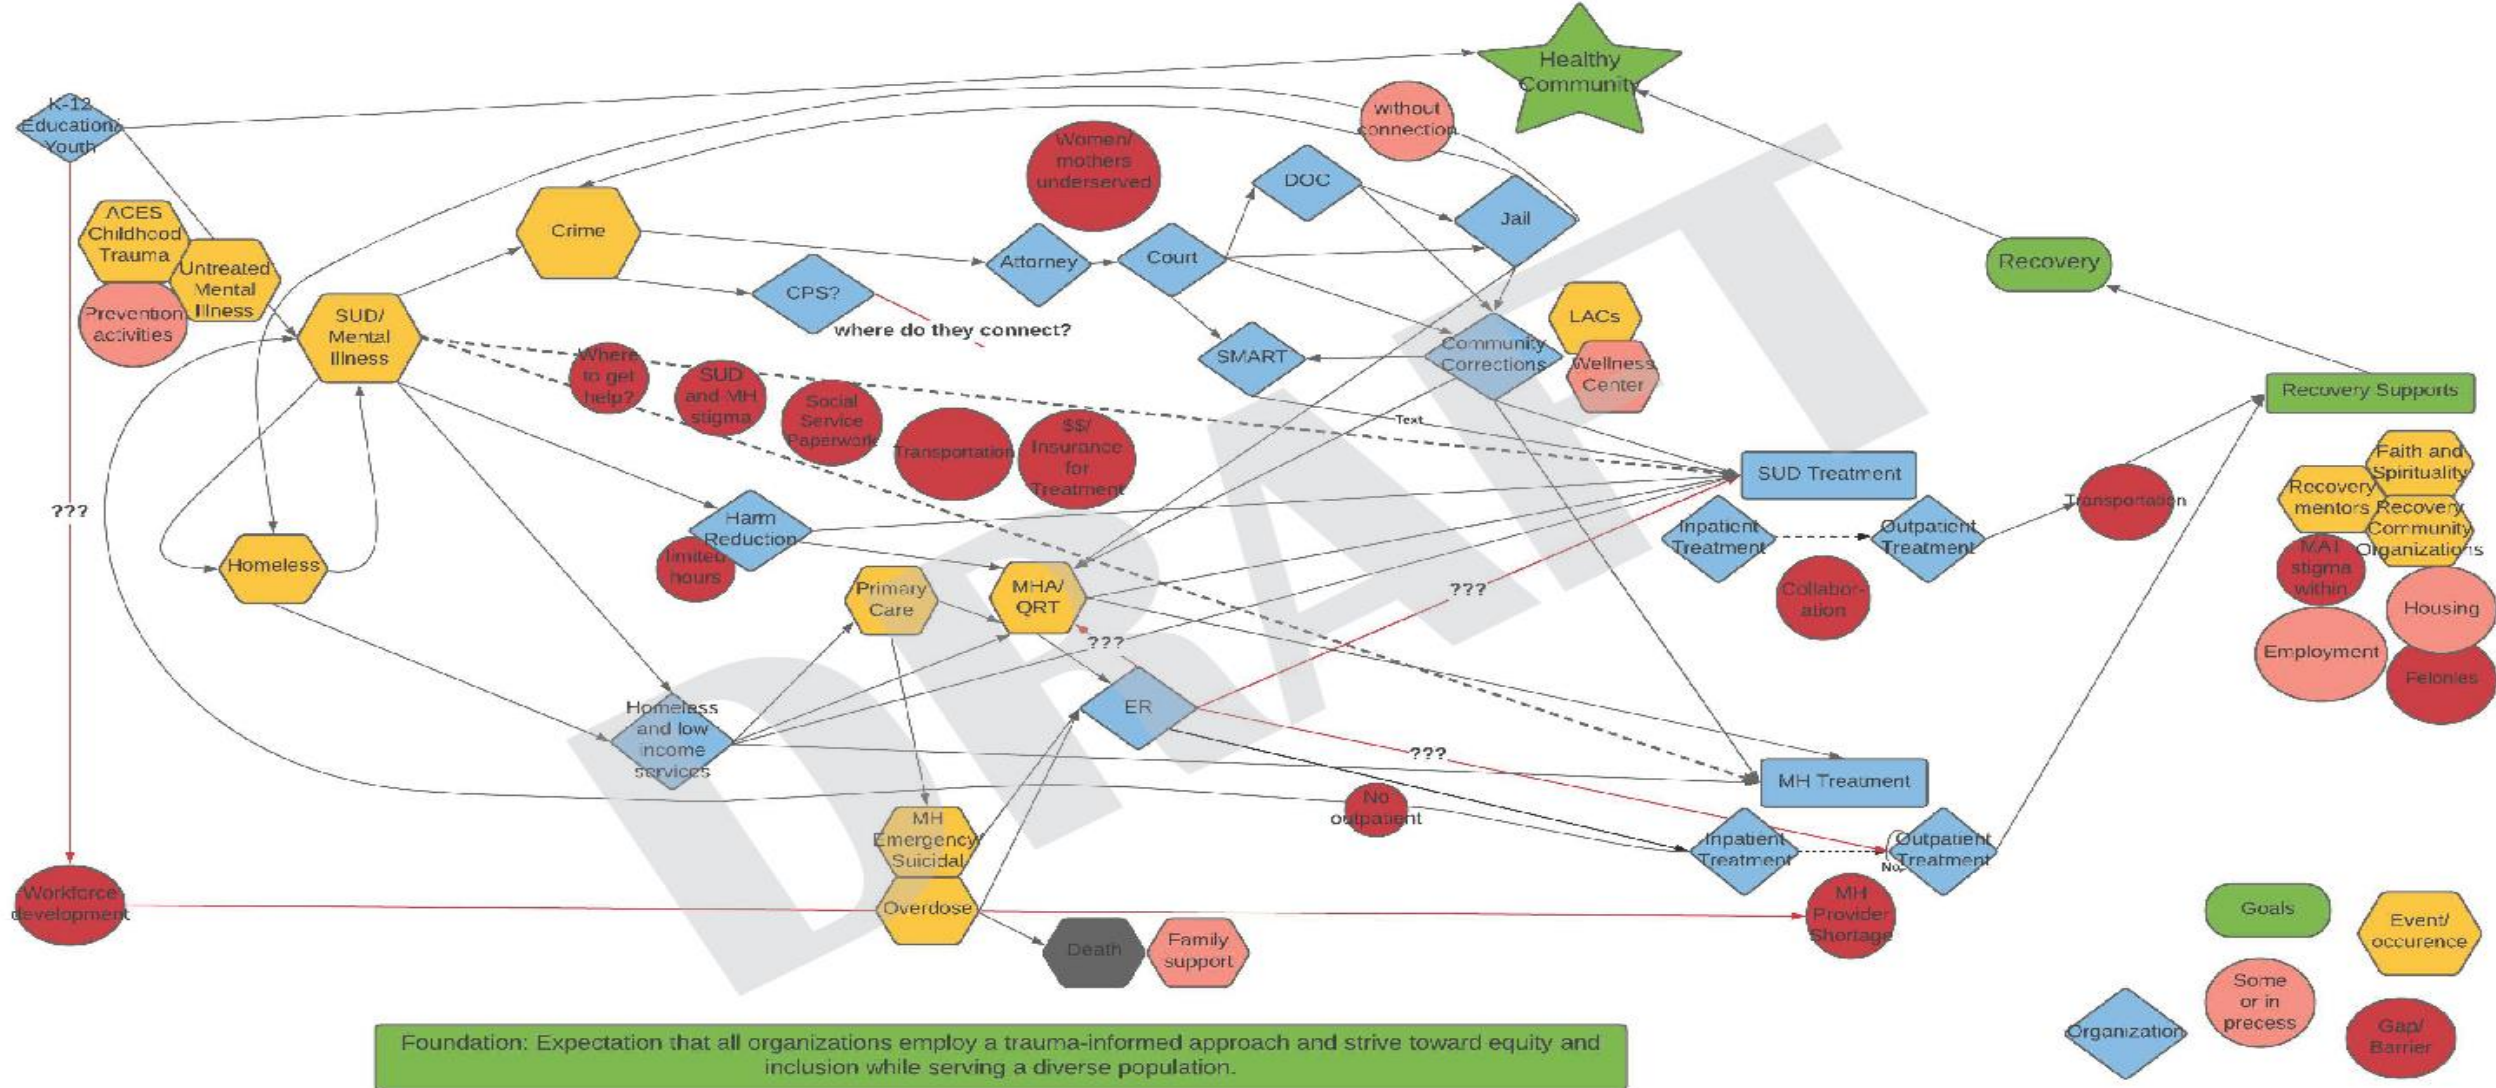 Healthy
Community
K-12
Education/
Youth
without
connection
Women/
mothers
underserved
DOC
Jail
ACES
Childhood
Trauma
Untreated
Mental
Illness
Prevention
activities
Crime
Attorney
Court
CPS?
where do they connect?
Recovery
SUD/
Mental
Illness
LACs
Community
Corrections
SMART
Wellness
Center
Where
to get
help?
SUD
and MH
stigma
Social
Service
Paperwork
Transportation
$$/
Insurance
for
Treatment
Text
Recovery Supports
SUD Treatment
Inpatient
Treatment
Outpatient
Treatment
Transportation
Collabor-
ation
Faith and
Spirituality
Recovery
mentors
Recovery
Community
Organizations
MAT
stigma
within
Housing
Employment
Felonies
???
Harm
Reduction
limited
hours
Homeless
Primary
Care
MHA/
QRT
???
???
Homeless
and low
income
services
ER
???
MH Treatment
No
outpatient
Inpatient
Treatment
Outpatient
Treatment
No
MH
Emergency/
Suicidal
Overdose
Workforce
development
MH
Provider
Shortage
Death
Family
support
Goals
Event/
occurence
Some
or in
precess
Organization
Gap/
Barrier
Foundation: Expectation that all organizations employ a trauma-informed approach and strive toward equity and
inclusion while serving a diverse population.
DRAFT